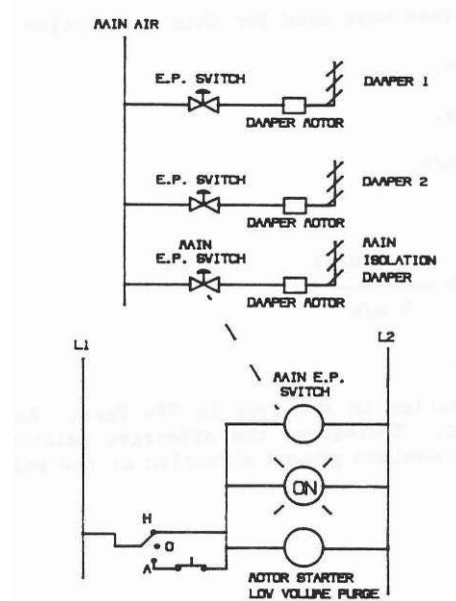 MAIN AIR
E.P. SWITCH
DAMPER 1
DAMPER MOTOR
E.P. SWITCH
DAMPER 2
DAMPER MOTOR
MAIN
E.P. SWITCH
MAIN
ISOLATION
DAMPER
DAMPER MOTOR
L1
L2
MAIN E.P.
SWITCH
ON
H
O
A
MOTOR STARTER
LOW VOLUME PURGE